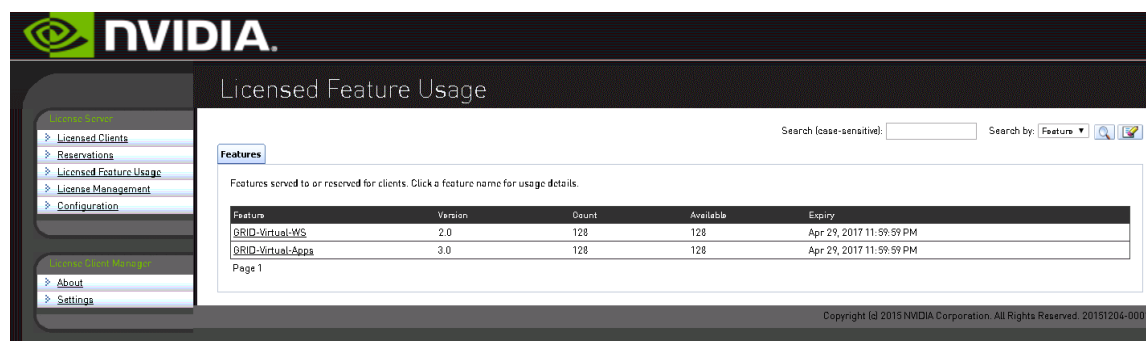 NVIDIA.
Licensed Feature Usage
License Server
Licensed Clients
Reservations
Licensed Feature Usage
License Management
Configuration
License Client Manager
About
Settings
Search (case-sensitive): Search by: Feature
Features
Features served to or reserved for clients. Click a feature name for usage details.
Feature Version Count Available Expiry
GRID-Virtual-WS 2.0 128 128 Apr 29, 2017 11:59:59 PM
GRID-Virtual-Apps 3.0 128 128 Apr 29, 2017 11:59:59 PM
Page 1
Copyright (c) 2015 NVIDIA Corporation. All Rights Reserved. 20151204-000